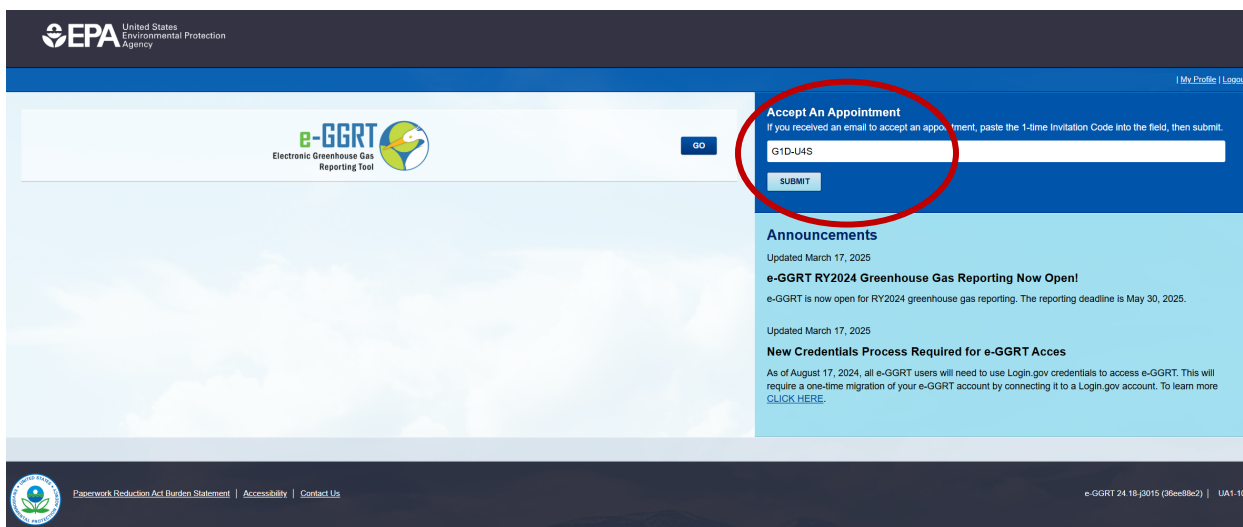 EPA
United States
Environmental Protection
Agency
| My Profile |
e-GGRT
Electronic Greenhouse Gas
Reporting Tool
GO
Accept An Appointment
If you received an email to accept an appointment, paste the 1-time Invitation Code into the field, then submit.
G1D-U4S
SUBMIT
Announcements
Updated March 17, 2025
e-GGRT RY2024 Greenhouse Gas Reporting Now Open!
e-GGRT is now open for RY2024 greenhouse gas reporting. The reporting deadline is May 30, 2025.
Updated March 17, 2025
New Credentials Process Required for e-GGRT Acces
As of August 17, 2024, all e-GGRT users will need to use Login.gov credentials to access e-GGRT. This will
require a one-time migration of your e-GGRT account by connecting it to a Login.gov account. To learn more
CLICK HERE.
Paperwork Reduction Act Burden Statement | Accessibility | Contact Us
e-GGRT 24.18-j3015 (36ee88e2) |